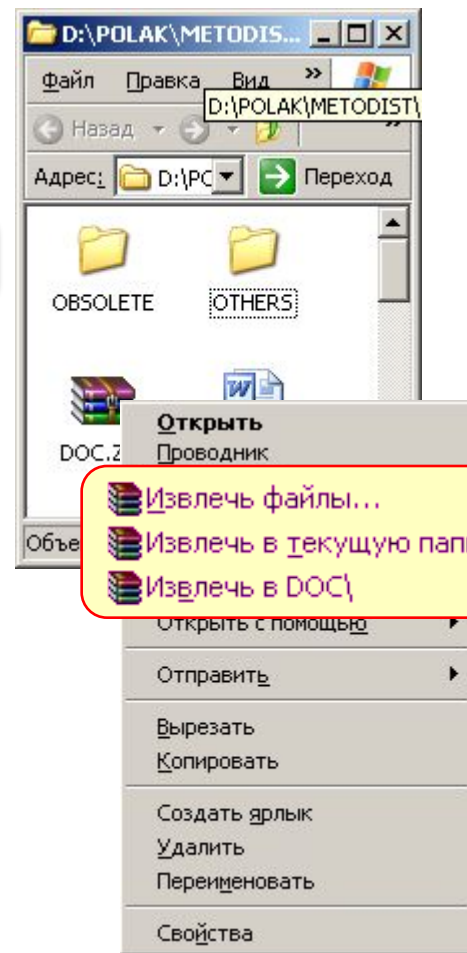 D:\POLAK\METODIS...
Файл Правка Вид »
D:\POLAK\METODIST\
Назад »
Адрес: D:\PC Переход
OBSOLETE OTHERS
DOC.Z
Открыть
Проводник
Извлечь файлы...
Извлечь в текущую пап
Извлечь в DOC\
Объе
Открыть с помощью
Отправить
Вырезать
Копировать
Создать ярлык
Удалить
Переименовать
Свойства